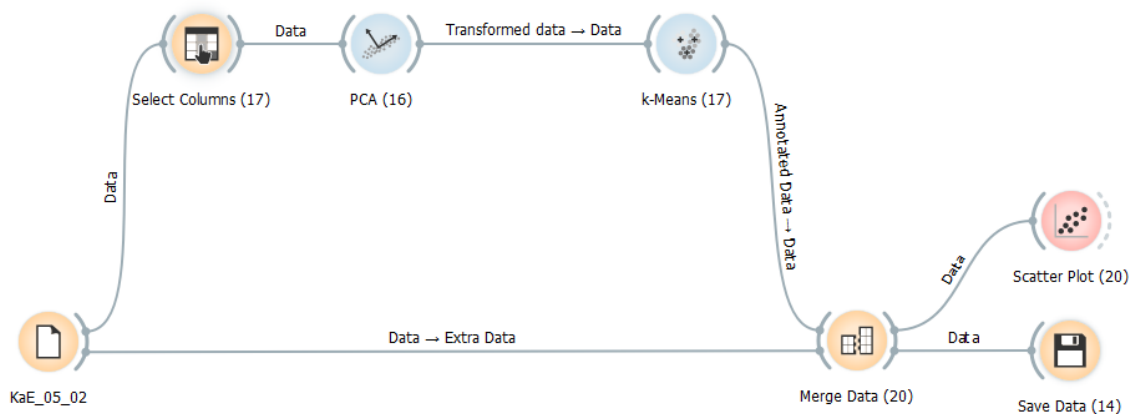 Data
Transformed data → Data
Select Columns (17)
PCA (16)
k-Means (17)
Data
Annotated Data → Data
Data
Scatter Plot (20)
Data → Extra Data
Data
KaE_05_02
Merge Data (20)
Save Data (14)